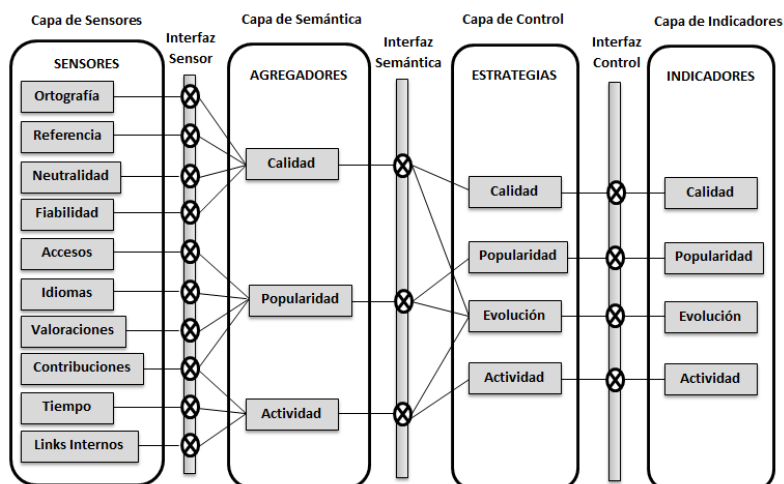 Capa de Sensores
Interfaz
Sensor
Capa de Semántica
Interfaz
Semántica
Capa de Control
Interfaz
Control
Capa de Indicadores
SENSORES
Ortografía
Referencia
Neutralidad
Fiabilidad
Accesos
Idiomas
Valoraciones
Contribuciones
Tiempo
Links Internos
AGREGADORES
Calidad
Popularidad
Actividad
ESTRATEGIAS
Calidad
Popularidad
Evolución
Actividad
INDICADORES
Calidad
Popularidad
Evolución
Actividad